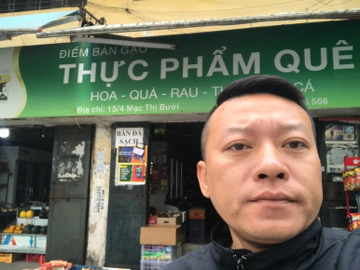 ĐIỂM BÁN GẠO
THỰC PHẨM QUÊ
HOA - QUẢ - RAU - CÁ
Địa chỉ: 15/4 Mạc Thị Bưởi 566
BÁN ĐÁ
SẠCH